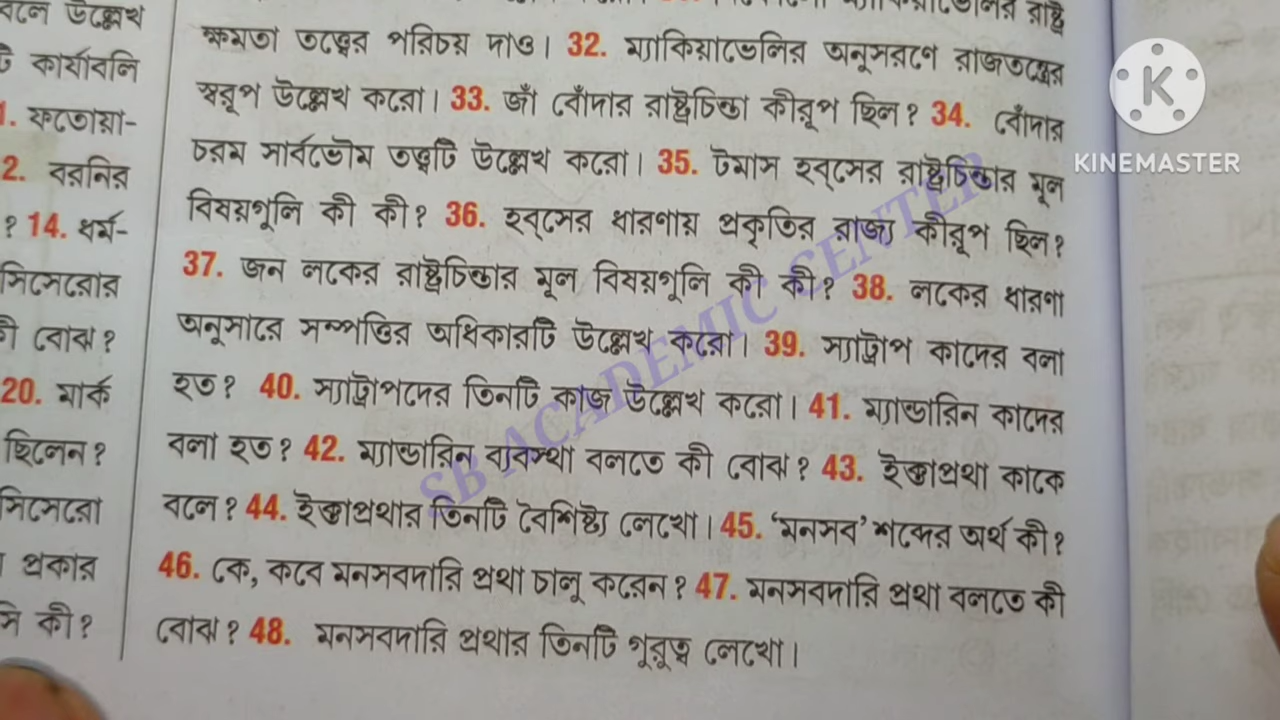 বলে উল্লেখ
টি কার্যাবলি
1. ফতোয়া-
2. বরনির
? 14. ধর্ম-
সিসেরোর
কী বোঝ?
20. মার্ক
ছিলেন?
সিসেরো
প্রকার
কী?
ম্যাকিয়াভেলির রাষ্ট্র
ক্ষমতা তত্ত্বের পরিচয় দাও। 32. ম্যাকিয়াভেলির অনুসরণে রাজতন্ত্রের
স্বরূপ উল্লেখ করো। 33. জাঁ বোঁদার রাষ্ট্রচিন্তা কীরূপ ছিল? 34. বোঁদার
চরম সার্বভৌম তত্ত্বটি উল্লেখ করো। 35. টমাস হব্‌সের রাষ্ট্রচিন্তার মূল
বিষয়গুলি কী কী? 36. হব্‌সের ধারণায় প্রকৃতির রাজ্য কীরূপ ছিল?
37. জন লকের রাষ্ট্রচিন্তার মূল বিষয়গুলি কী কী? 38. লকের ধারণা
অনুসারে সম্পত্তির অধিকারটি উল্লেখ করো। 39. স্যাট্রাপ কাদের বলা
হত? 40. স্যাট্রাপদের তিনটি কাজ উল্লেখ করো। 41. ম্যান্ডারিন কাদের
বলা হত? 42. ম্যান্ডারিন ব্যবস্থা বলতে কী বোঝ? 43. ইক্তাপ্রথা কাকে
বলে? 44. ইক্তাপ্রথার তিনটি বৈশিষ্ট্য লেখো। 45. ‘মনসব’ শব্দের অর্থ কী?
46. কে, কবে মনসবদারি প্রথা চালু করেন? 47. মনসবদারি প্রথা বলতে কী
বোঝ? 48. মনসবদারি প্রথার তিনটি গুরুত্ব লেখো।
SB ACADEMIC CENTER
K
KINEMASTER